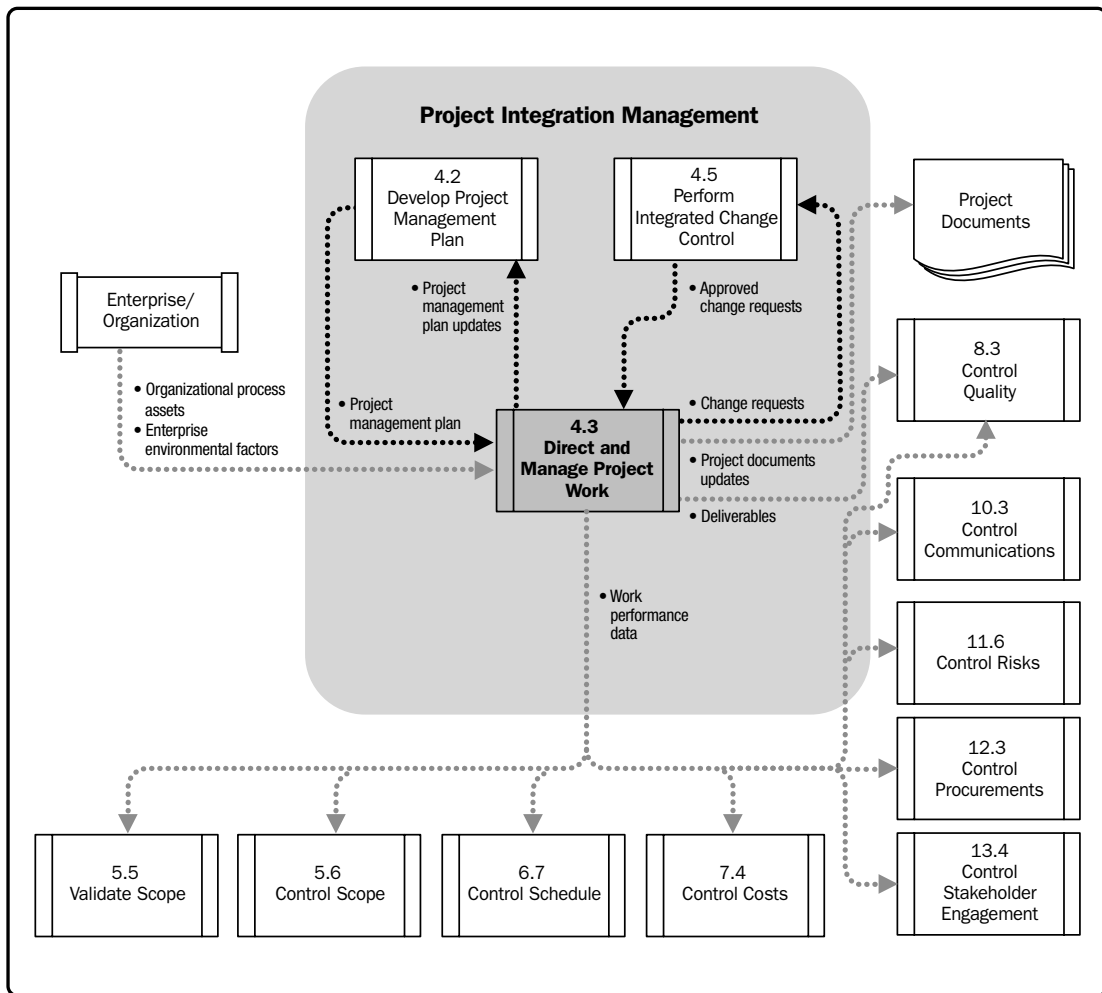 Project Integration Management
4.2
Develop Project
Management
Plan
4.5
Perform
Integrated Change
Control
Project
Documents
Enterprise/
Organization
• Project
management
plan updates
• Approved
change requests
8.3
Control
Quality
• Organizational process
assets
• Enterprise
environmental factors
• Project
management plan
• Change requests
4.3
Direct and
Manage Project
Work
• Project documents
updates
• Deliverables
10.3
Control
Communications
• Work
performance
data
11.6
Control Risks
12.3
Control
Procurements
5.5
Validate Scope
5.6
Control Scope
6.7
Control Schedule
7.4
Control Costs
13.4
Control
Stakeholder
Engagement